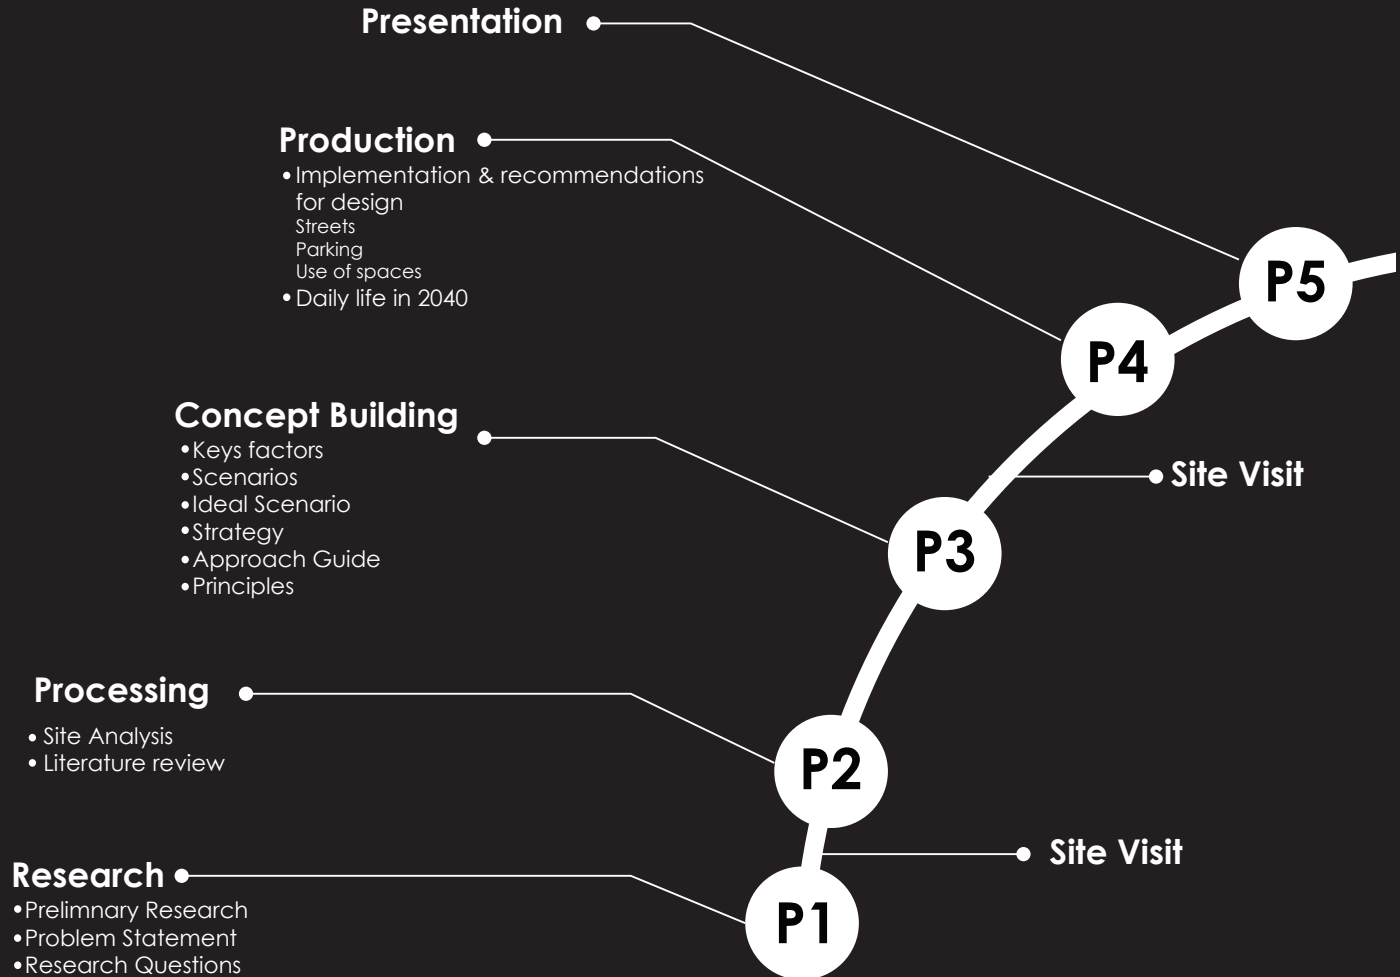 Presentation
Production
• Implementation & recommendations
for design
Streets
Parking
Use of spaces
• Daily life in 2040
P5
P4
Concept Building
• Keys factors
• Scenarios
• Ideal Scenario
• Strategy
• Approach Guide
• Principles
Site Visit
P3
Processing
• Site Analysis
• Literature review
P2
Site Visit
Research
• Prelimnary Research
• Problem Statement
• Research Questions
P1